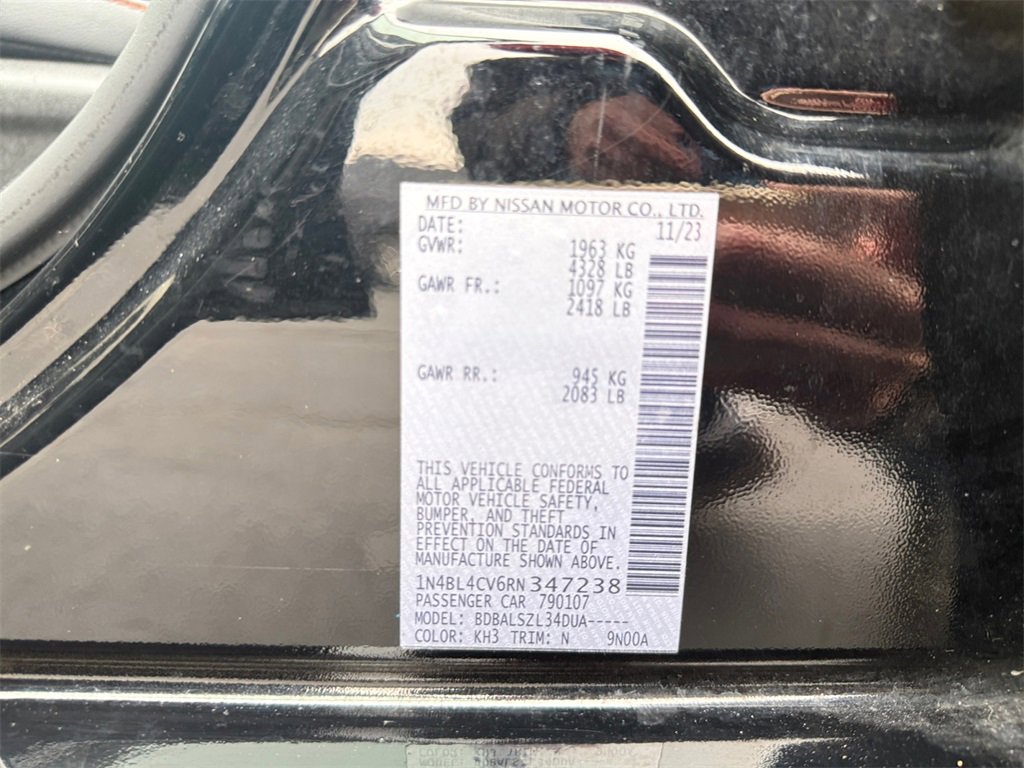 MFD BY NISSAN MOTOR CO., LTD.
DATE: 11/23
GVWR: 1963 KG
4328 LB
GAWR FR.: 1097 KG
2418 LB
GAWR RR.: 945 KG
2083 LB
THIS VEHICLE CONFORMS TO
ALL APPLICABLE FEDERAL
MOTOR VEHICLE SAFETY,
BUMPER, AND THEFT
PREVENTION STANDARDS IN
EFFECT ON THE DATE OF
MANUFACTURE SHOWN ABOVE.
1N4BL4CV6RN347238
PASSENGER CAR 790107
MODEL: BDBALSZL34DUA-----
COLOR: KH3 TRIM: N 9N00A